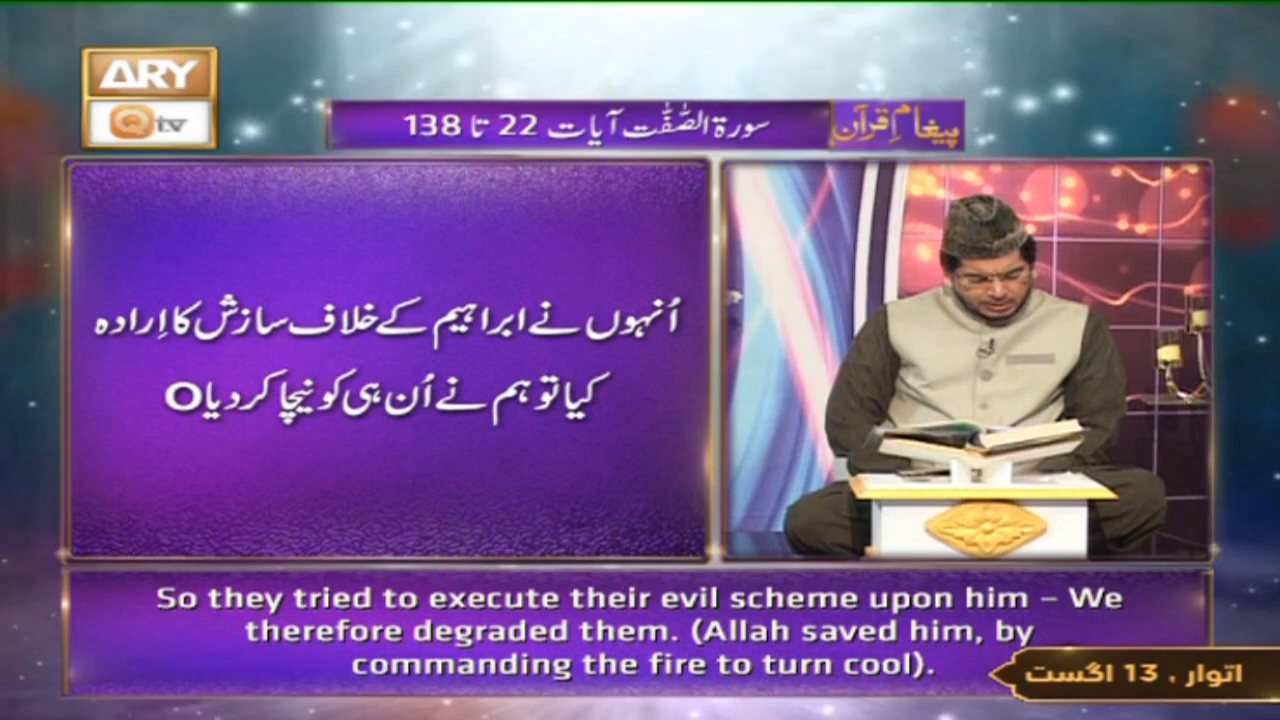 ARY
Qtv
پیغامِ قرآن
سورۃ الصّٰفّٰت آیات 22 تا 138
اُنہوں نے ابراہیم کے خلاف سازش کا اِرادہ
کیا تو ہم نے اُن ہی کو نیچا کر دیاO
So they tried to execute their evil scheme upon him – We
therefore degraded them. (Allah saved him, by
commanding the fire to turn cool).
اتوار ، 13 اگست